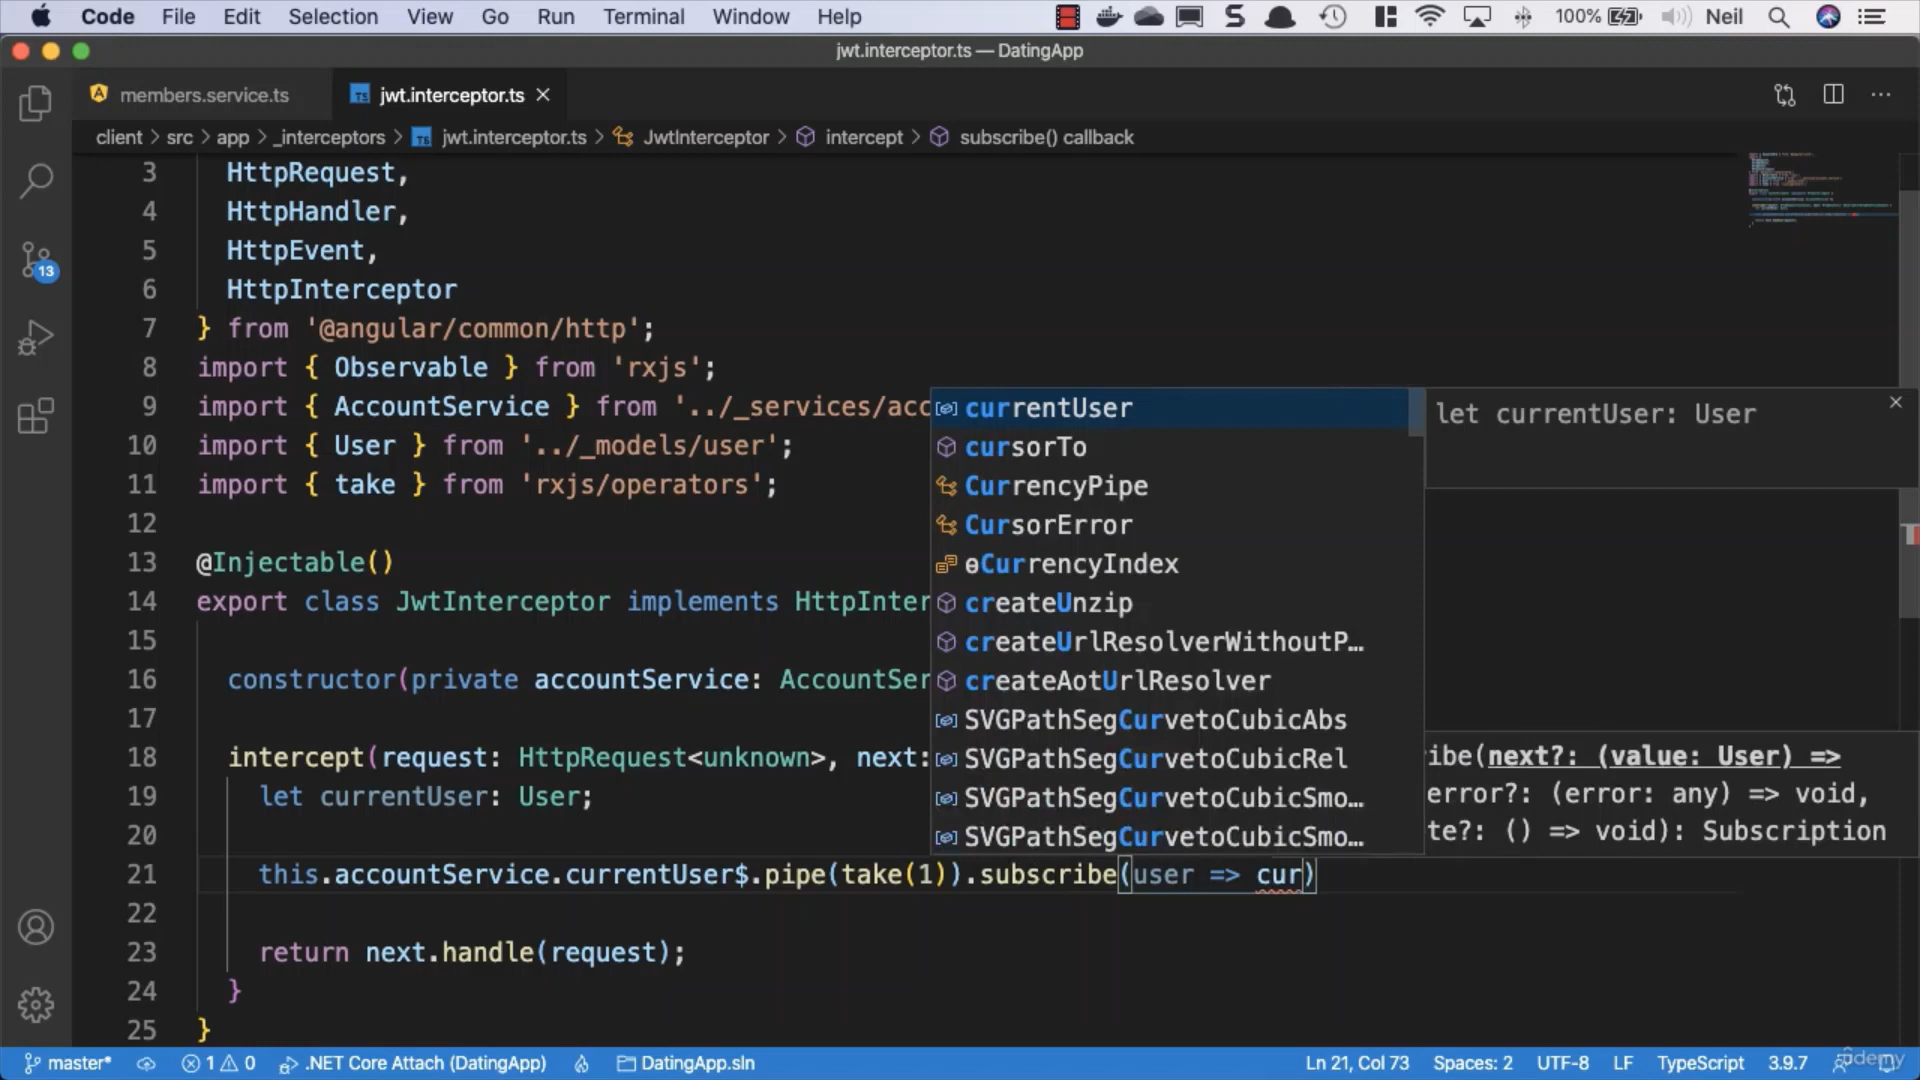 Code File Edit Selection View Go Run Terminal Window Help 100% Neil
jwt.interceptor.ts — DatingApp
members.service.ts jwt.interceptor.ts
client > src > app > _interceptors > jwt.interceptor.ts > JwtInterceptor > intercept > subscribe() callback
3 HttpRequest,
4 HttpHandler,
5 HttpEvent,
6 HttpInterceptor
7 } from '@angular/common/http';
8 import { Observable } from 'rxjs';
9 import { AccountService } from '../_services/acc
10 import { User } from '../_models/user';
11 import { take } from 'rxjs/operators';
12
13 @Injectable()
14 export class JwtInterceptor implements HttpInter
15
16 constructor(private accountService: AccountSer
17
18 intercept(request: HttpRequest<unknown>, next:
19 let currentUser: User;
20
21 this.accountService.currentUser$.pipe(take(1)).subscribe(user => cur)
22
23 return next.handle(request);
24 }
25 }
currentUser
cursorTo
CurrencyPipe
CursorError
ɵCurrencyIndex
createUnzip
createUrlResolverWithoutP…
createAotUrlResolver
SVGPathSegCurvetoCubicAbs
SVGPathSegCurvetoCubicRel
SVGPathSegCurvetoCubicSmo…
SVGPathSegCurvetoCubicSmo…
let currentUser: User
ibe(next?: (value: User) =>
error?: (error: any) => void,
te?: () => void): Subscription
13
master* 1 0 .NET Core Attach (DatingApp) DatingApp.sln Ln 21, Col 73 Spaces: 2 UTF-8 LF TypeScript 3.9.7
udemy